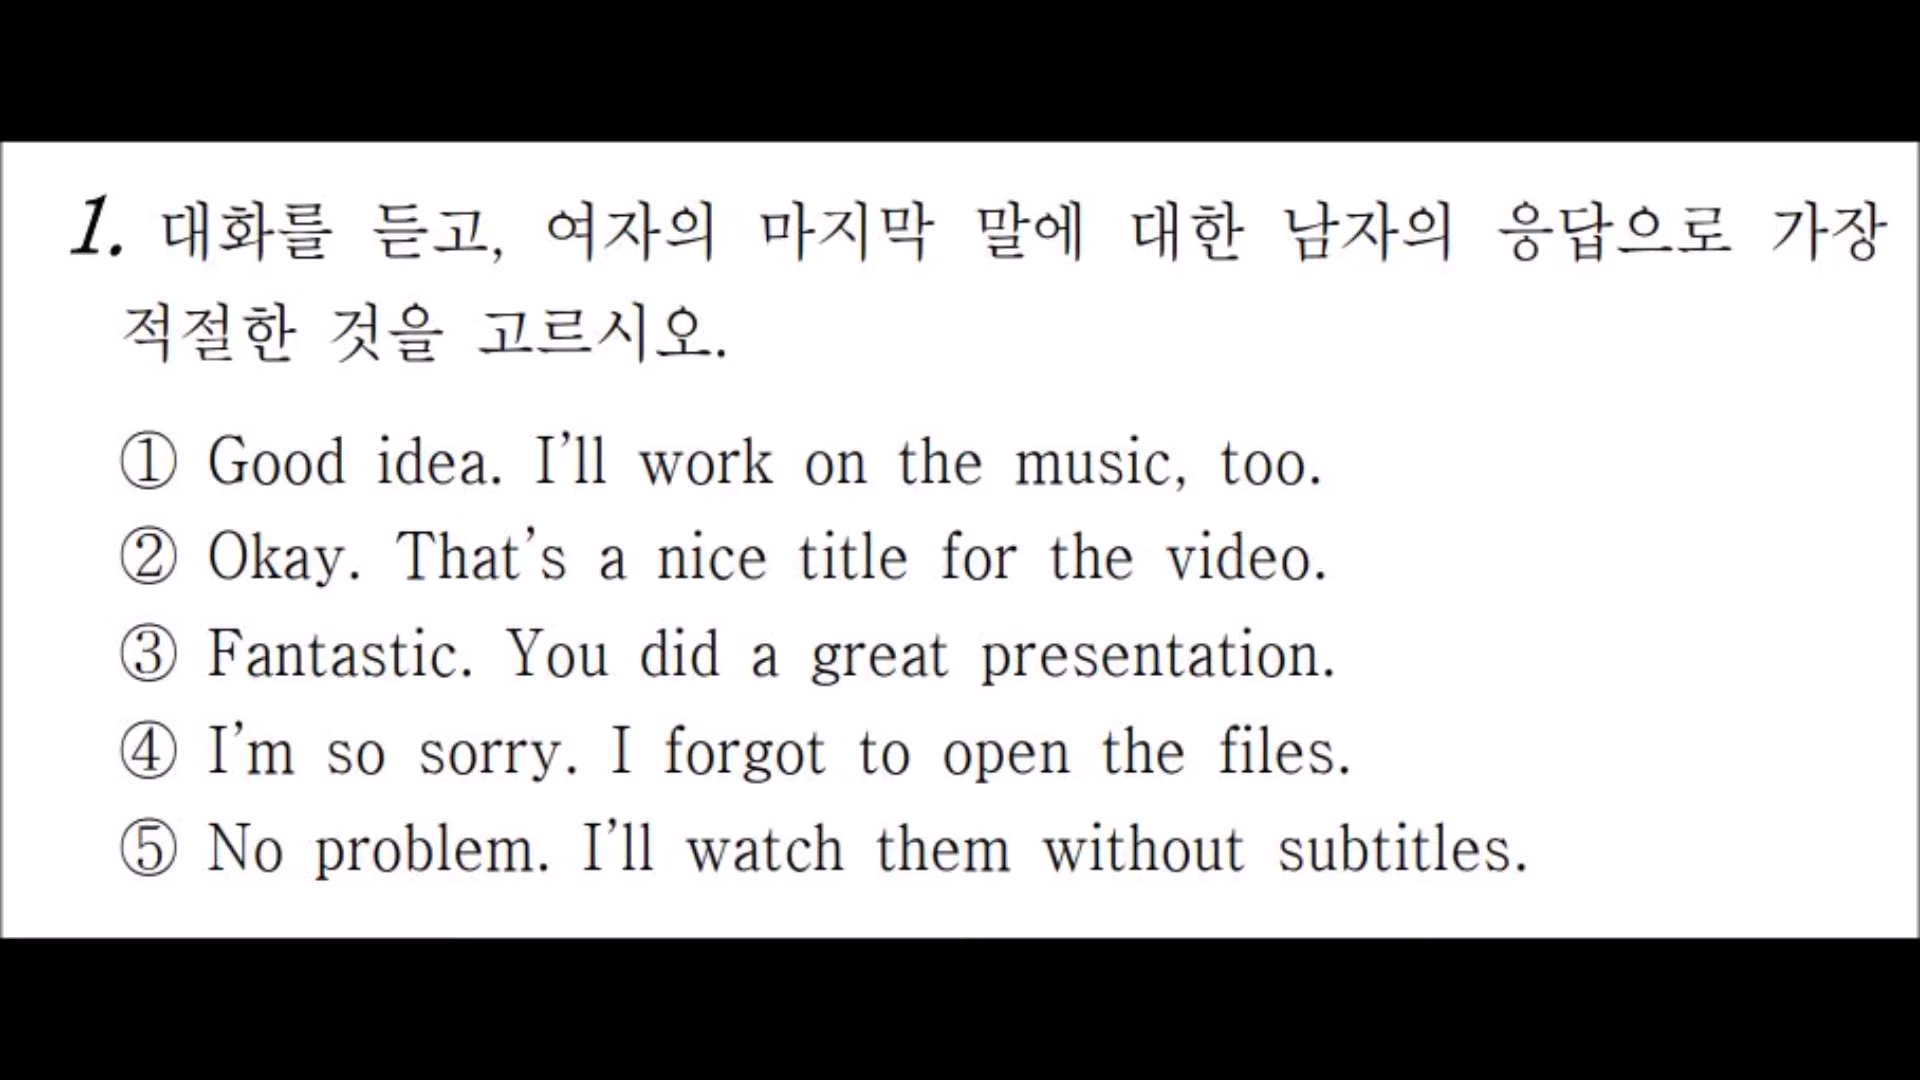 1. 대화를 듣고, 여자의 마지막 말에 대한 남자의 응답으로 가장
적절한 것을 고르시오.
① Good idea. I’ll work on the music, too.
② Okay. That’s a nice title for the video.
③ Fantastic. You did a great presentation.
④ I’m so sorry. I forgot to open the files.
⑤ No problem. I’ll watch them without subtitles.